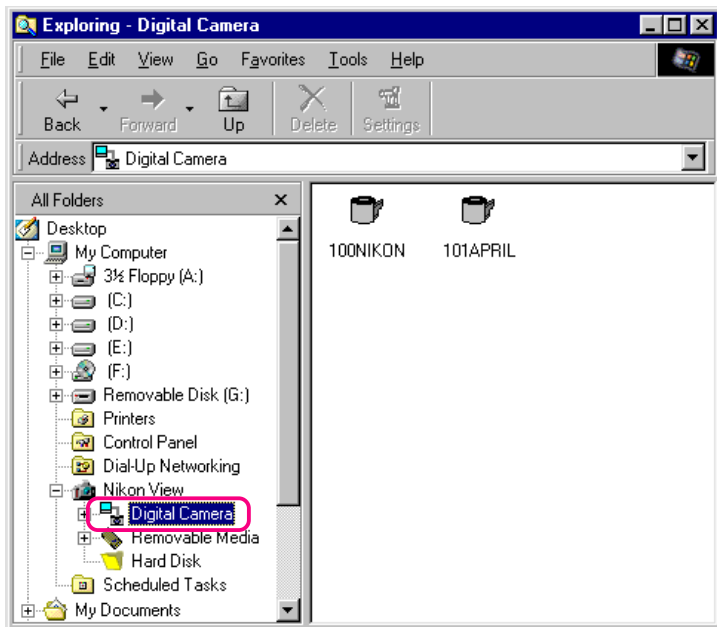 Exploring - Digital Camera
File Edit View Go Favorites Tools Help
Back Forward Up Delete Settings
Address Digital Camera
All Folders
Desktop
My Computer
3½ Floppy (A:)
(C:)
(D:)
(E:)
(F:)
Removable Disk (G:)
Printers
Control Panel
Dial-Up Networking
Nikon View
Digital Camera
Removable Media
Hard Disk
Scheduled Tasks
My Documents
100NIKON 101APRIL